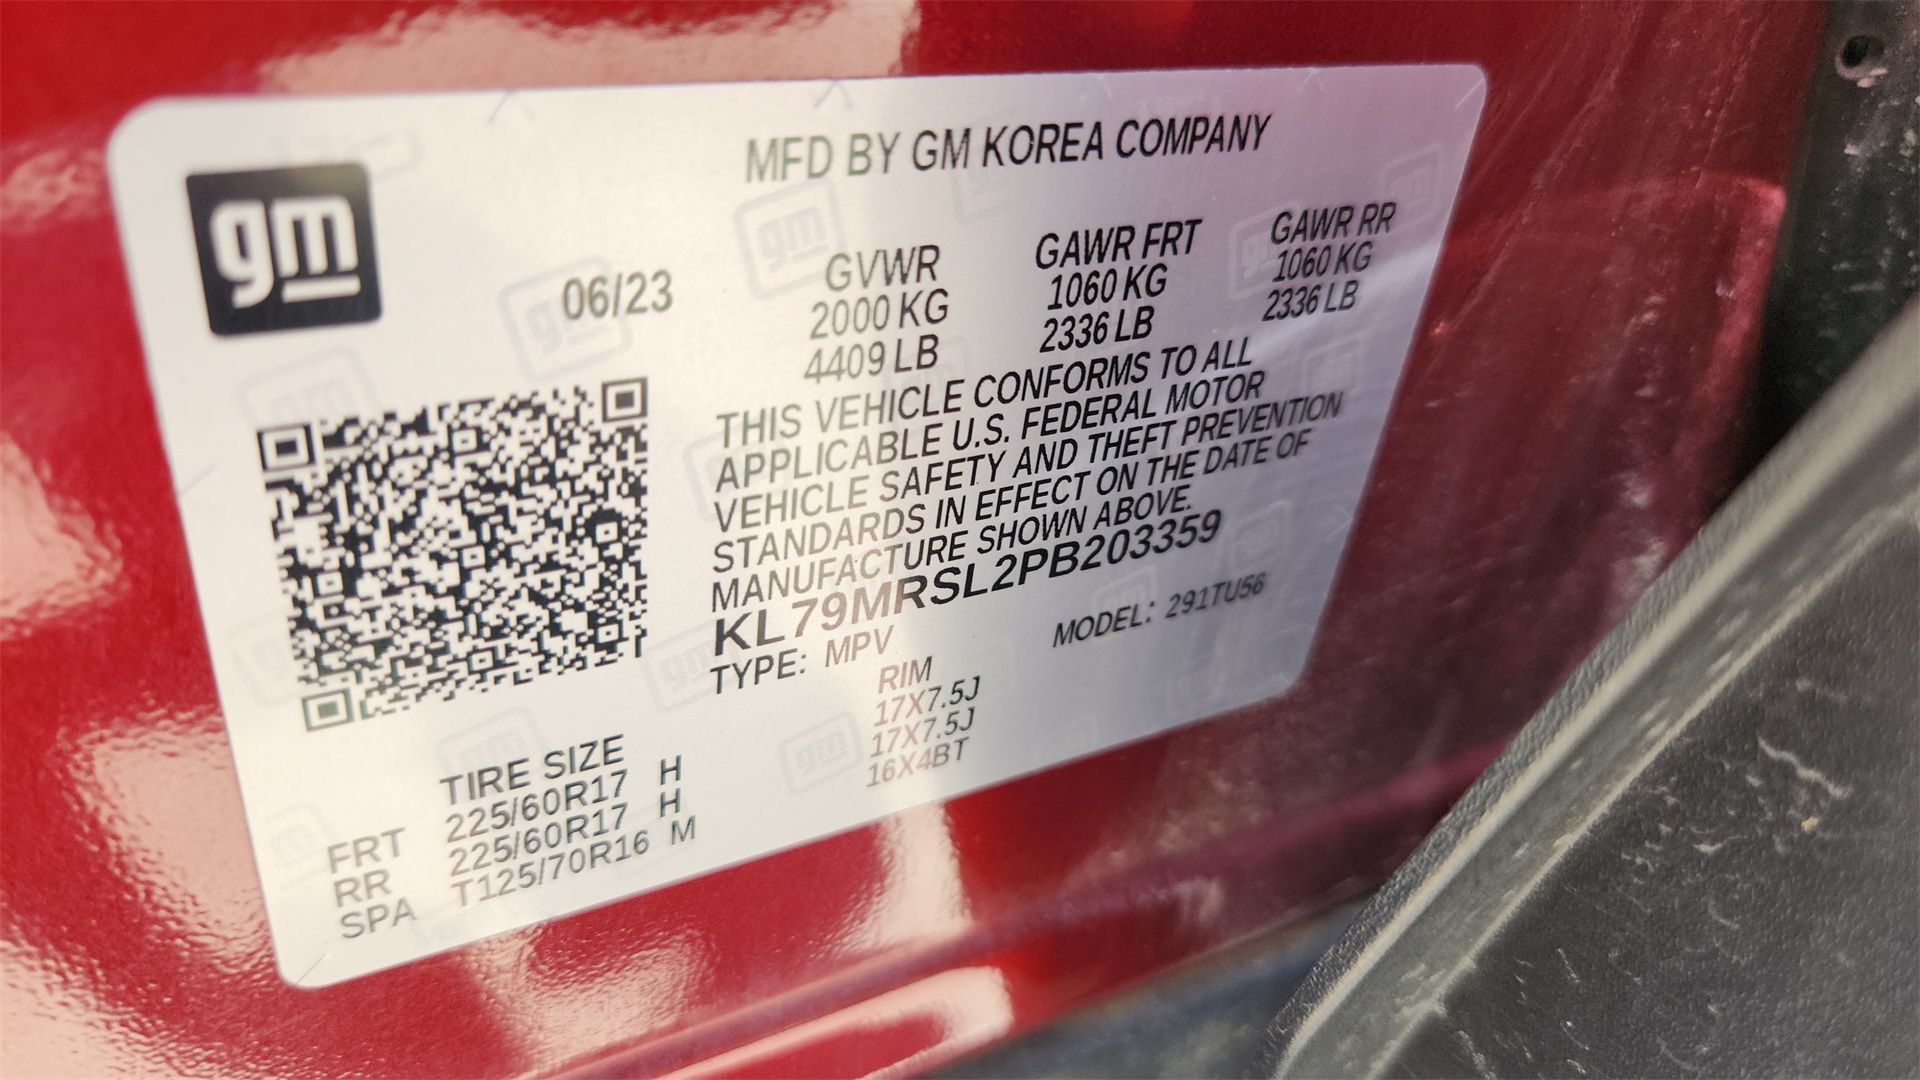 gm
MFD BY GM KOREA COMPANY
06/23
GVWR GAWR FRT GAWR RR
2000 KG 1060 KG 1060 KG
4409 LB 2336 LB 2336 LB
THIS VEHICLE CONFORMS TO ALL
APPLICABLE U.S. FEDERAL MOTOR
VEHICLE SAFETY AND THEFT PREVENTION
STANDARDS IN EFFECT ON THE DATE OF
MANUFACTURE SHOWN ABOVE.
KL79MRSL2PB203359
TYPE: MPV MODEL: 291TU56
TIRE SIZE RIM
FRT 225/60R17 H 17X7.5J
RR 225/60R17 H 17X7.5J
SPA T125/70R16 M 16X4BT